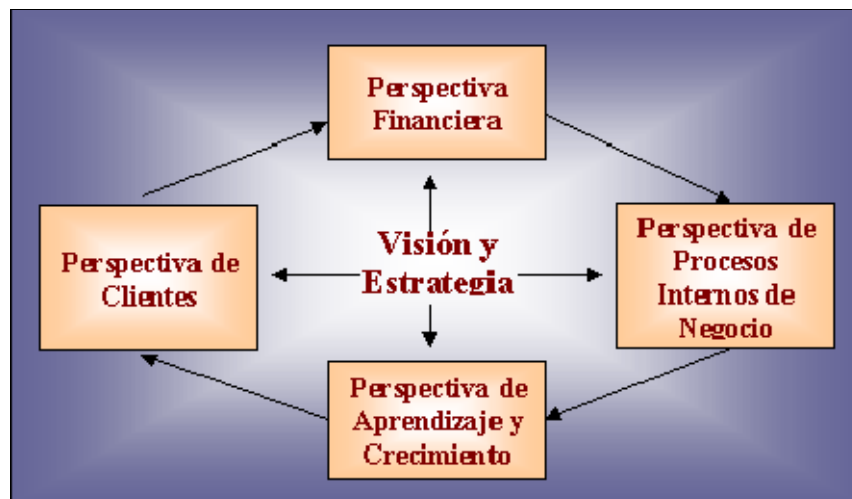 Perspectiva
Financiera
Perspectiva de
Clientes
Visión y
Estrategia
Perspectiva de
Procesos
Internos de
Negocio
Perspectiva de
Aprendizaje y
Crecimiento